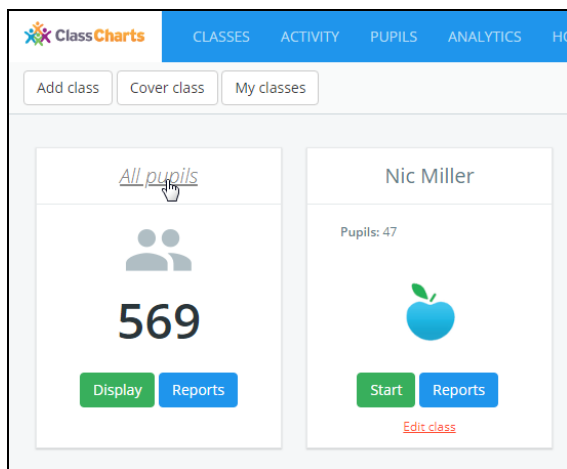 ClassCharts CLASSES ACTIVITY PUPILS ANALYTICS
Add class Cover class My classes
All pupils
569
Display Reports
Nic Miller
Pupils: 47
Start Reports
Edit class